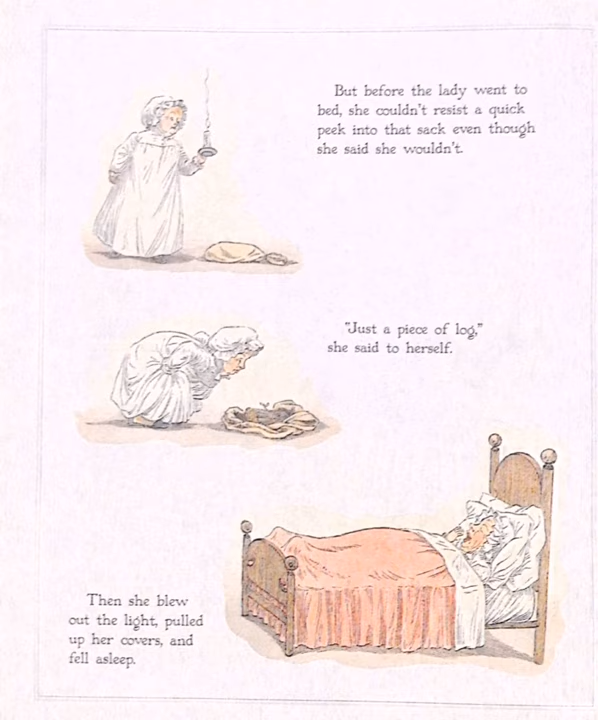 But before the lady went to
bed, she couldn't resist a quick
peek into that sack even though
she said she wouldn't.
"Just a piece of log,"
she said to herself.
Then she blew
out the light, pulled
up her covers, and
fell asleep.